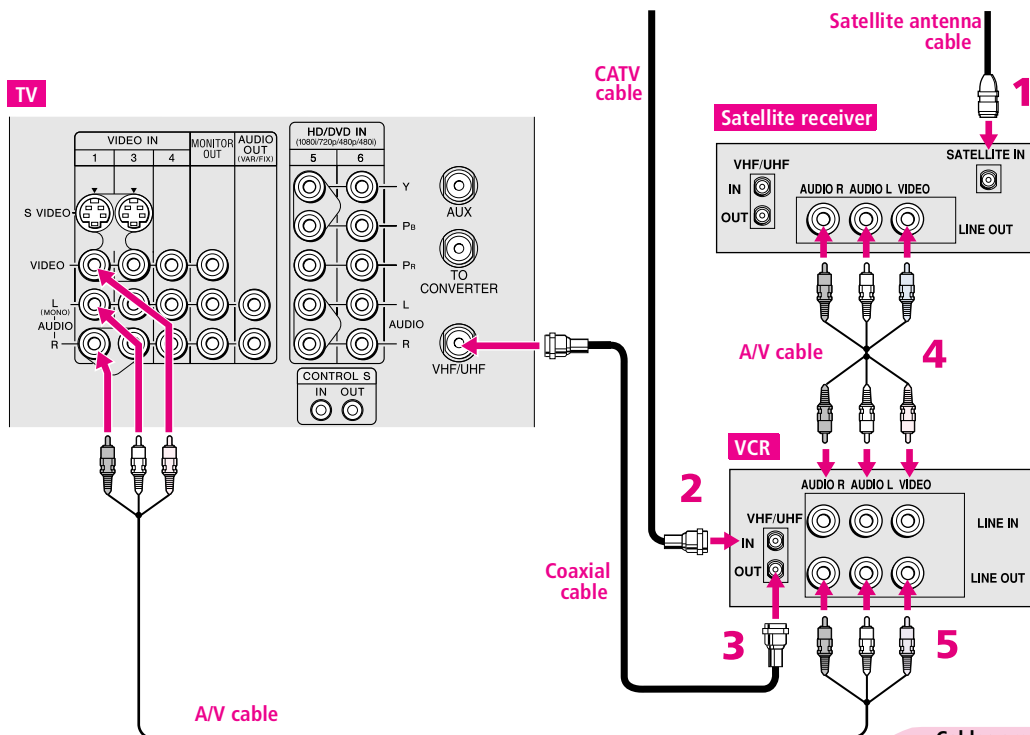 Satellite antenna
cable
CATV
cable
1
TV
Satellite receiver
VIDEO IN
1 3 4
MONITOR
OUT
AUDIO
OUT
(VAR/FIX)
HD/DVD IN
(1080i/720p/480p/480i)
5 6
S VIDEO
VIDEO
L
(MONO)
AUDIO
R
Y
PB
PR
L
AUDIO
R
AUX
TO
CONVERTER
VHF/UHF
CONTROL S
IN OUT
SATELLITE IN
VHF/UHF
IN
OUT
AUDIO R AUDIO L VIDEO
LINE OUT
A/V cable
4
VCR
2
AUDIO R AUDIO L VIDEO
VHF/UHF
IN
OUT
LINE IN
LINE OUT
Coaxial
cable
3
5
A/V cable